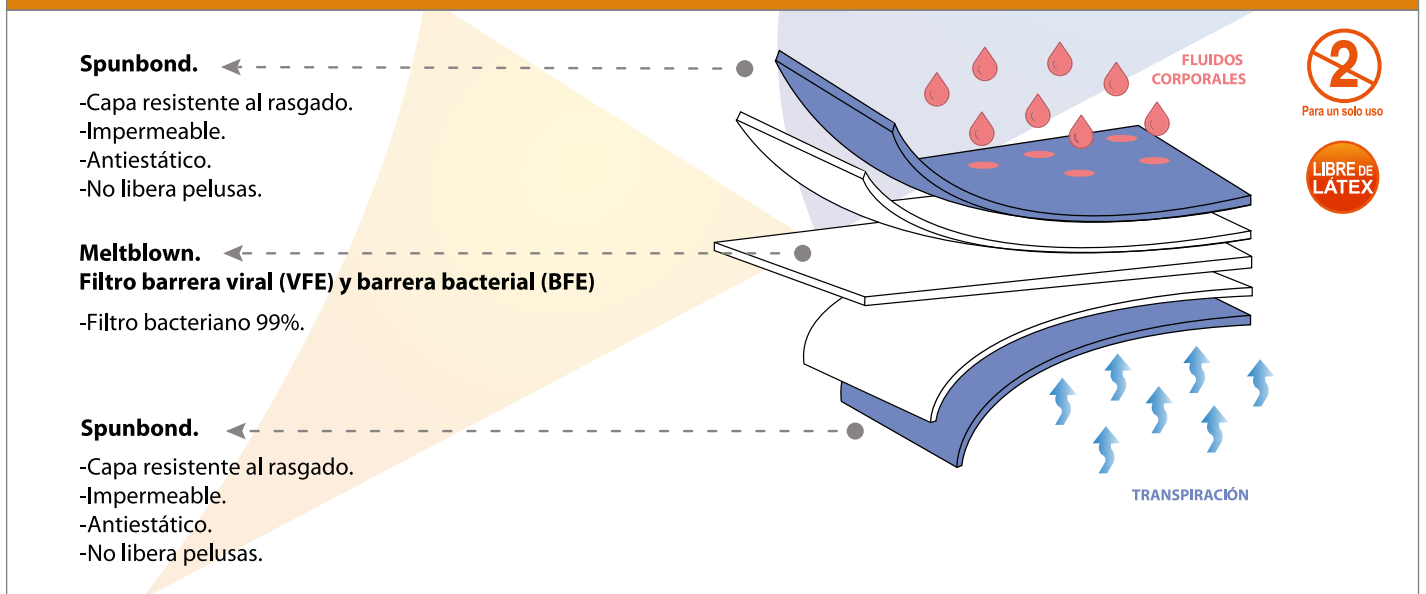 Spunbond.
-Capa resistente al rasgado.
-Impermeable.
-Antiestático.
-No libera pelusas.
Meltblown.
Filtro barrera viral (VFE) y barrera bacterial (BFE)
-Filtro bacteriano 99%.
Spunbond.
-Capa resistente al rasgado.
-Impermeable.
-Antiestático.
-No libera pelusas.
FLUIDOS
CORPORALES
TRANSPIRACIÓN
2
Para un solo uso
LIBRE DE
LÁTEX